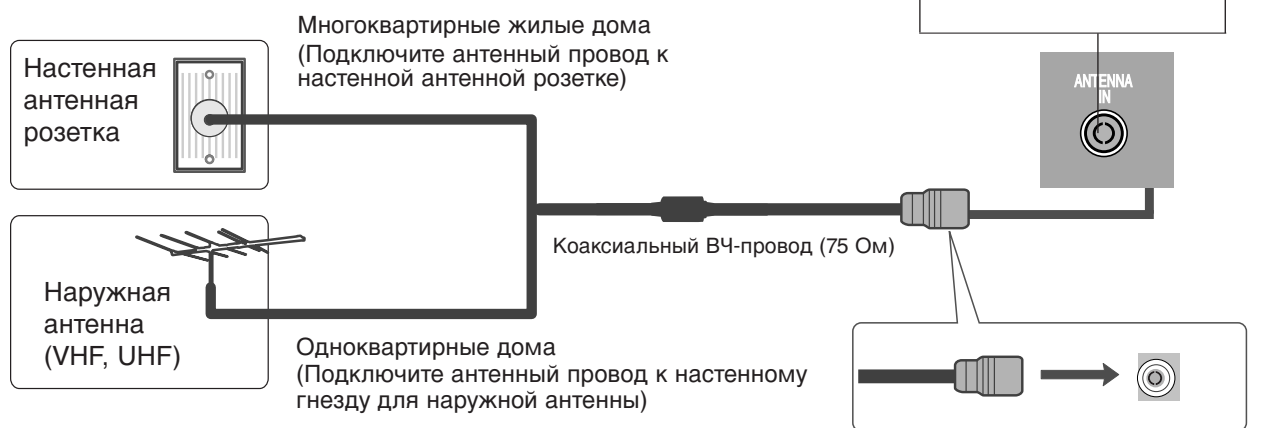 Многоквартирные жилые дома
(Подключите антенный провод к
настенной антенной розетке)
Настенная
антенная
розетка
ANTENNA
IN
Коаксиальный ВЧ-провод (75 Ом)
Наружная
антенна
(VHF, UHF)
Одноквартирные дома
(Подключите антенный провод к настенному
гнезду для наружной антенны)